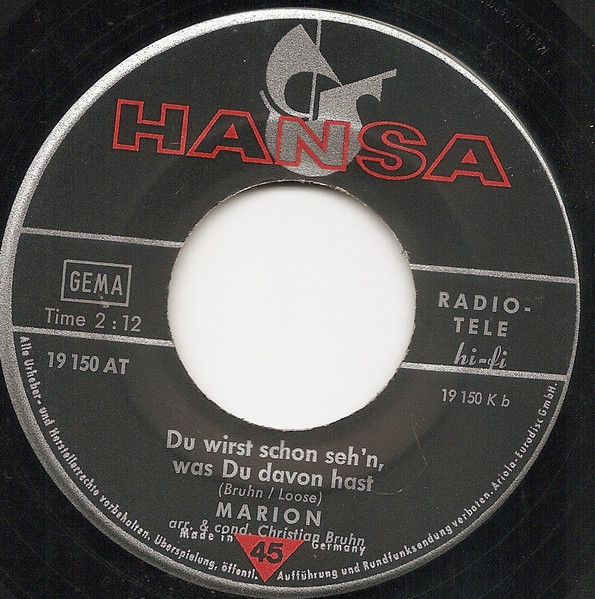 HANSA
GEMA
Time 2:12
19 150 AT
RADIO-
TELE
hi-fi
19 150 K b
Du wirst schon seh'n,
was Du davon hast
(Bruhn / Loose)
MARION
arr. & cond. Christian Bruhn
Made in Germany
45
Alle Urheber- und Herstellerrechte vorbehalten. Überspielung, öffentl. Aufführung und Rundfunksendung verboten. Ariola-Eurodisc GmbH.